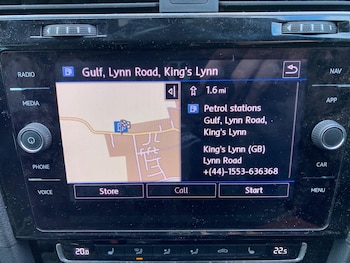 Gulf, Lynn Road, King's Lynn
RADIO
NAV
1.6 mi
MEDIA
APP
Petrol stations
Gulf, Lynn Road,
King's Lynn
King's Lynn (GB)
Lynn Road
+(44)-1553-636368
PHONE
CAR
VOICE
Store
Call
Start
MENU
20.0
22.5